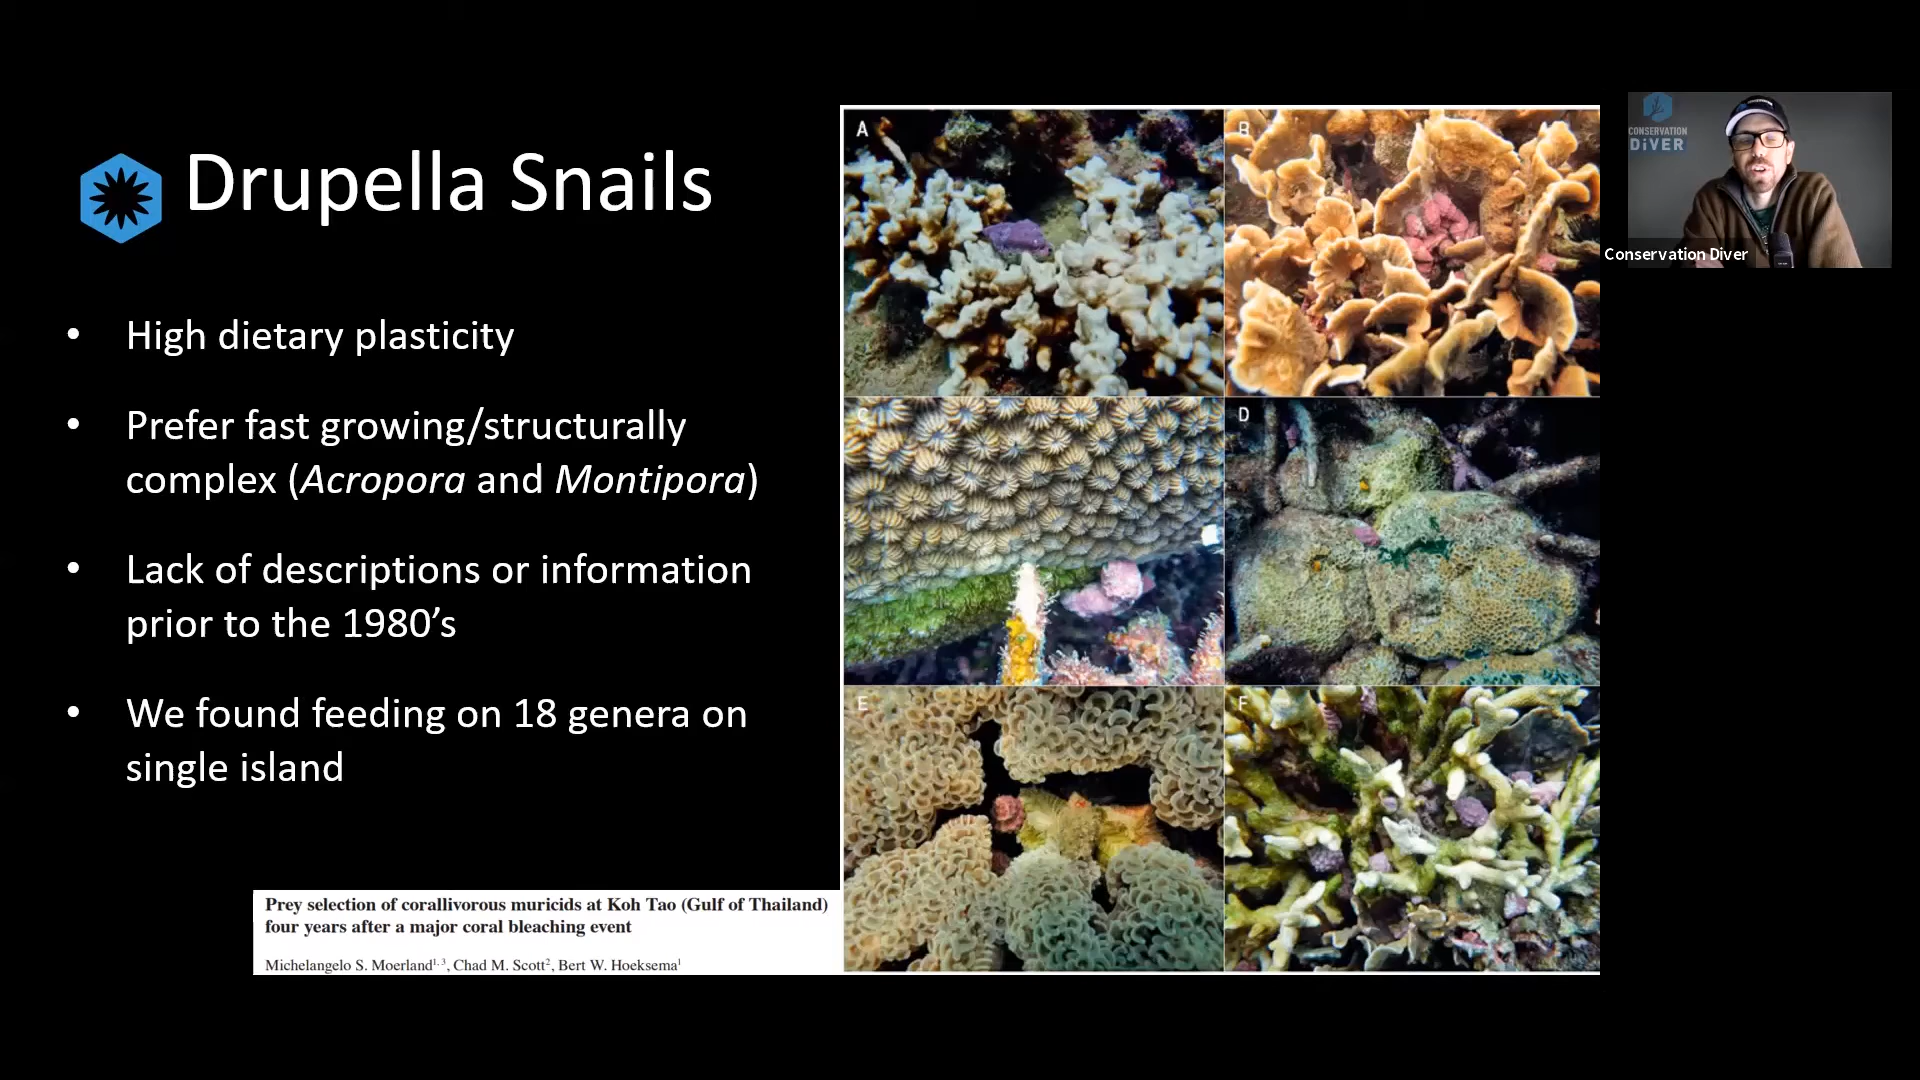 Drupella Snails
• High dietary plasticity
• Prefer fast growing/structurally
complex (Acropora and Montipora)
• Lack of descriptions or information
prior to the 1980’s
• We found feeding on 18 genera on
single island
Prey selection of corallivorous muricids at Koh Tao (Gulf of Thailand)
four years after a major coral bleaching event
Michelangelo S. Moerland1, 3, Chad M. Scott2, Bert W. Hoeksema1
A
B
C
D
E
F
CONSERVATION
DiVER
Conservation Diver